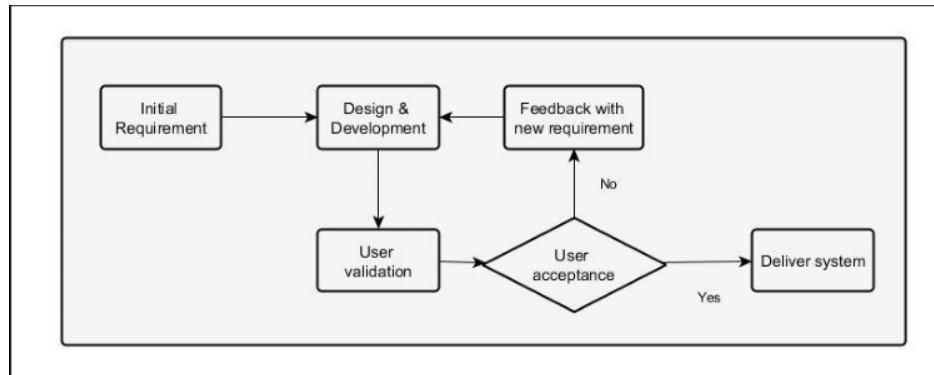 Initial
Requirement
Design &
Development
Feedback with
new requirement
No
User
validation
User
acceptance
Deliver system
Yes